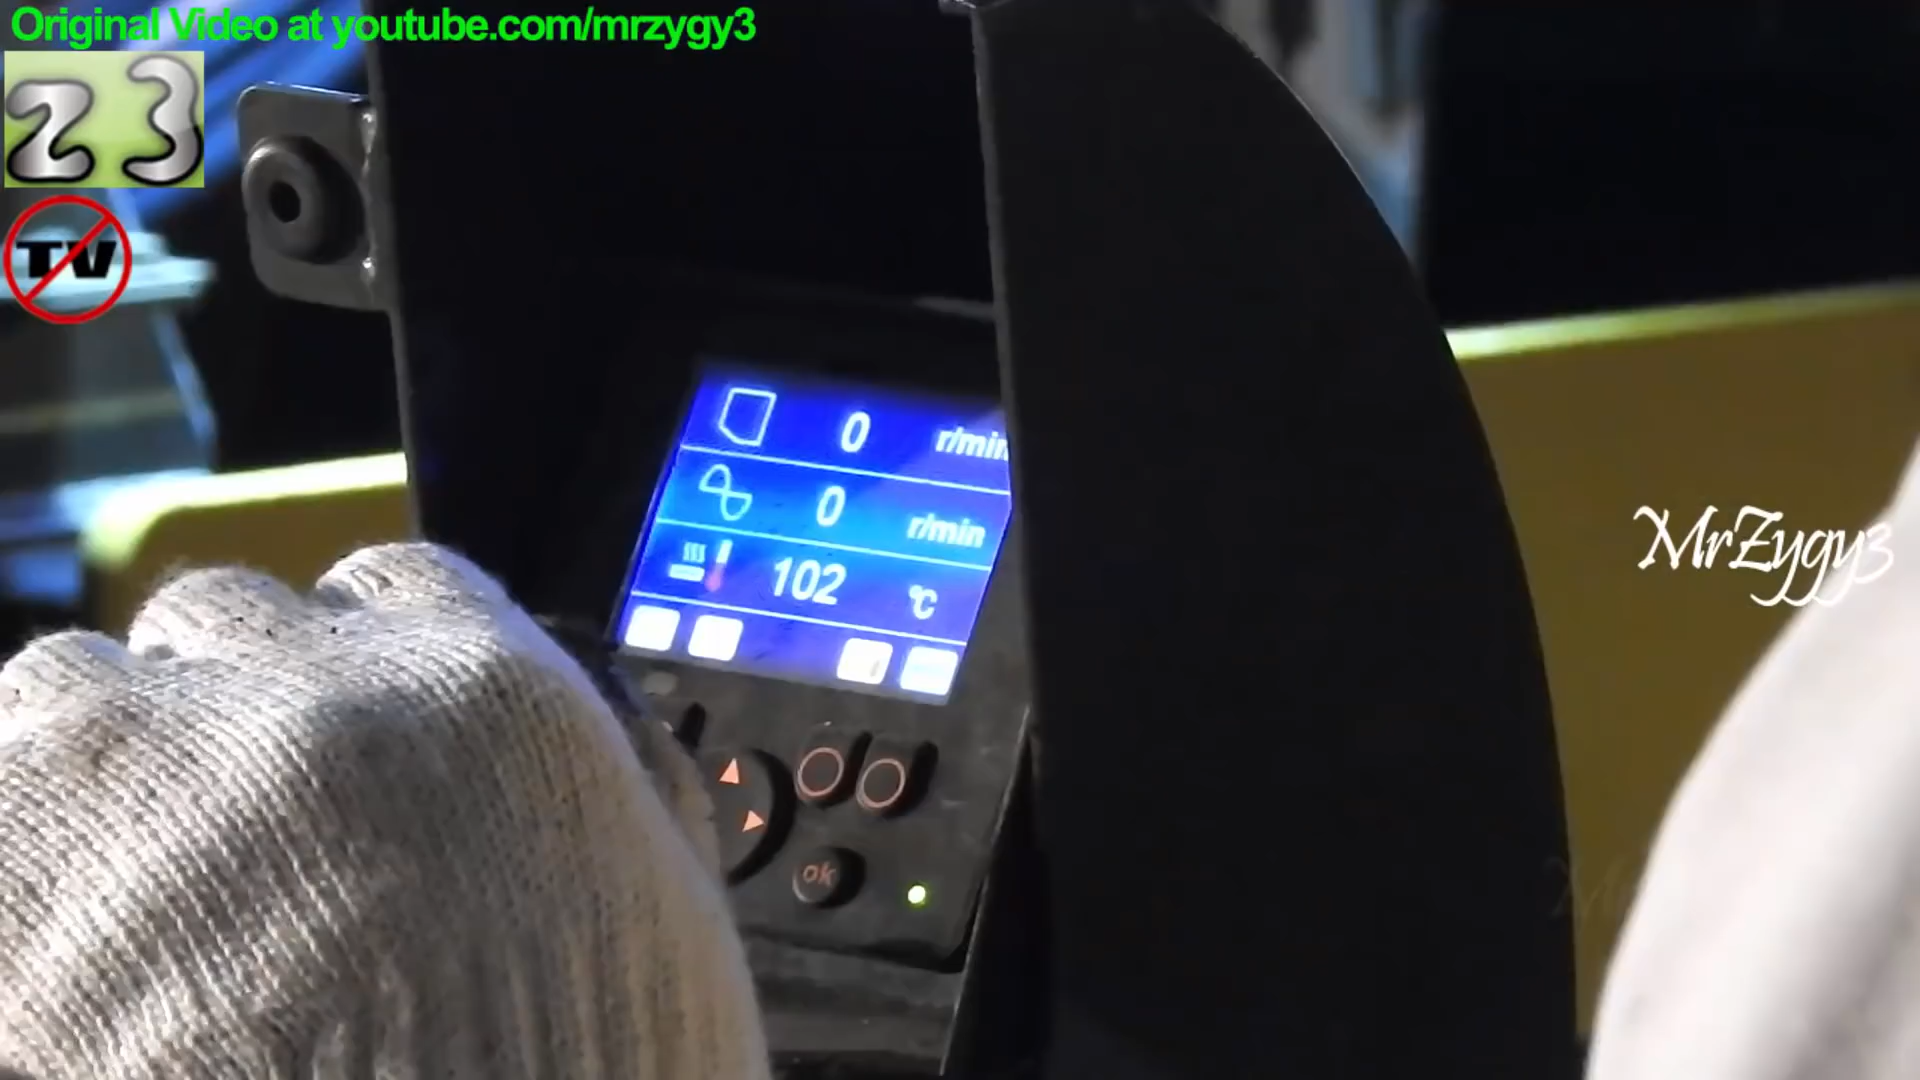 Original Video at youtube.com/mrzygy3
z3
TV
0 r/min
0 r/min
MrZygy3
102 °C
ok